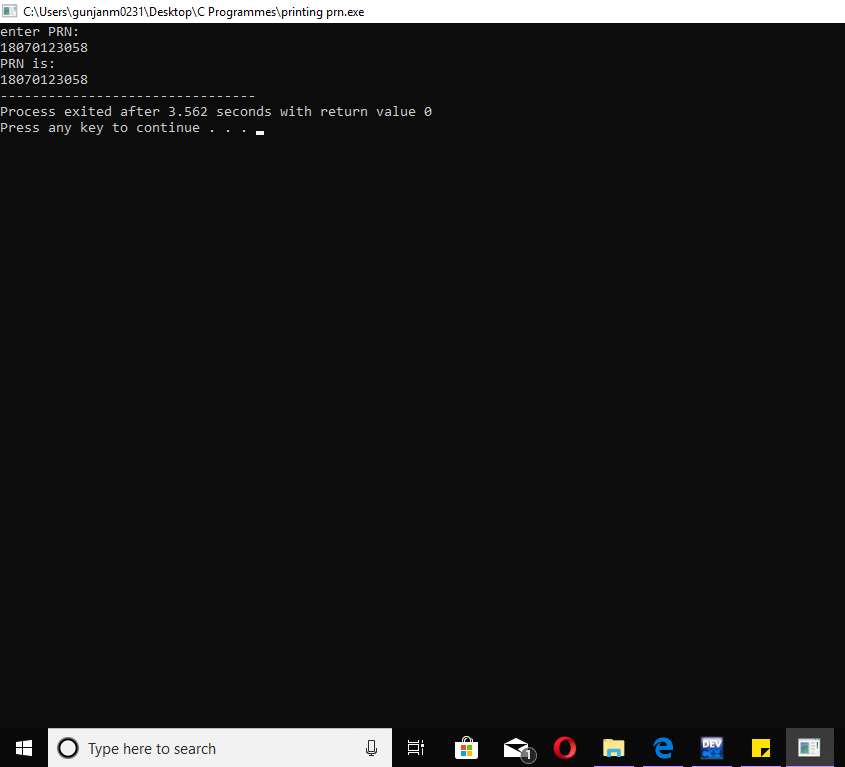 C:\Users\gunjanm0231\Desktop\C Programmes\printing prn.exe
enter PRN:
18070123058
PRN is:
18070123058
--------------------------------
Process exited after 3.562 seconds with return value 0
Press any key to continue . . .
Type here to search
1
DEV
C++